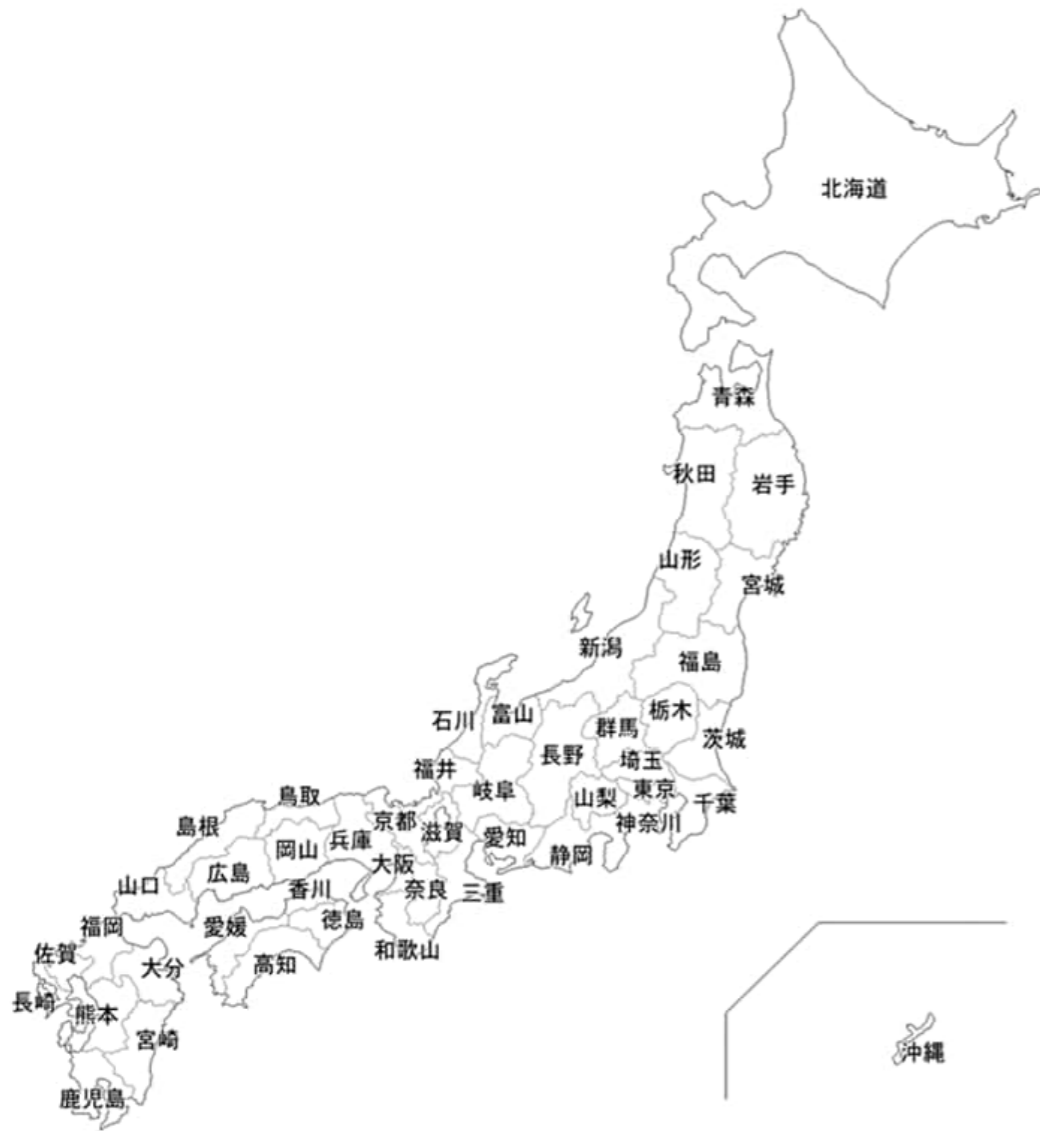 北海道
青森
秋田
岩手
山形
宮城
新潟
福島
石川
富山
群馬
栃木
茨城
福井
長野
埼玉
岐阜
山梨
東京
千葉
神奈川
鳥取
島根
京都
滋賀
愛知
静岡
岡山
兵庫
大阪
広島
山口
香川
奈良
三重
福岡
愛媛
徳島
和歌山
佐賀
大分
高知
長崎
熊本
宮崎
鹿児島
沖縄